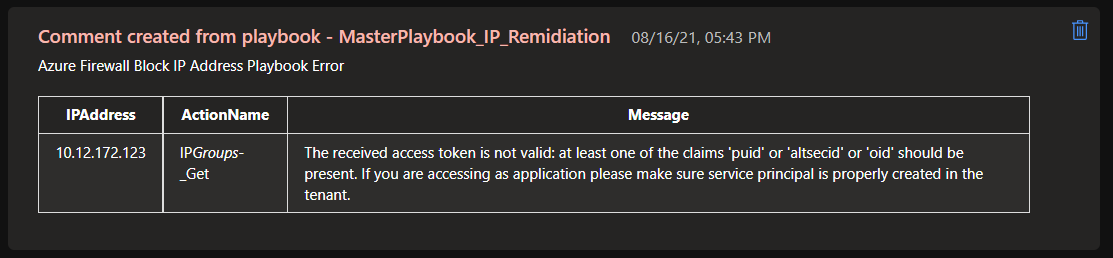 Comment created from playbook - MasterPlaybook_IP_Remidiation 08/16/21, 05:43 PM
Azure Firewall Block IP Address Playbook Error
IPAddress ActionName Message
10.12.172.123 IPGroups- The received access token is not valid: at least one of the claims 'puid' or 'altsecid' or 'oid' should be
_Get present. If you are accessing as application please make sure service principal is properly created in the
tenant.